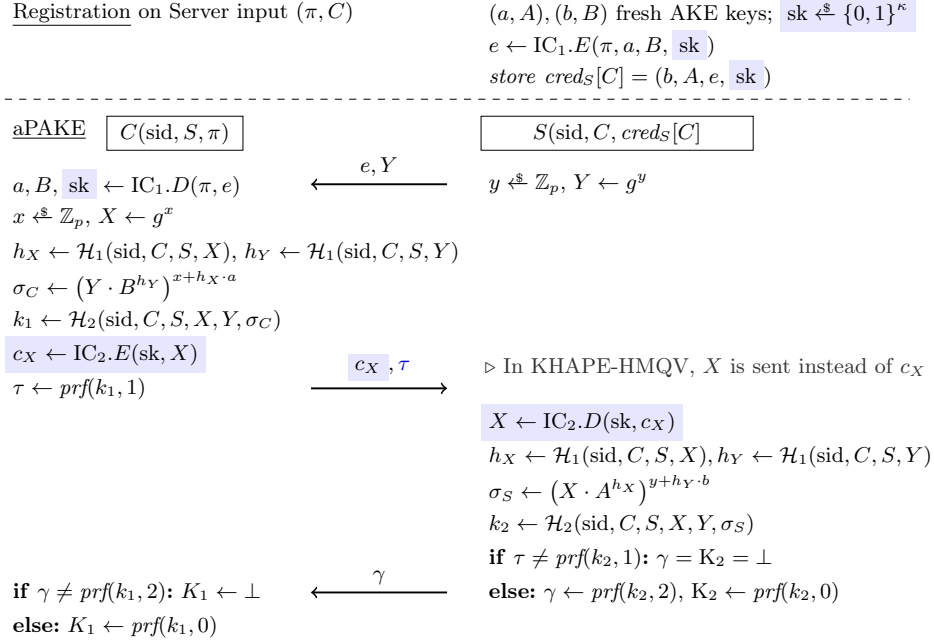 Registration on Server input (π, C)
(a, A), (b, B) fresh AKE keys; sk ←$ {0, 1}^κ
e ← IC₁.E(π, a, B, sk)
store cred_S[C] = (b, A, e, sk)
aPAKE C(sid, S, π) S(sid, C, cred_S[C]
a, B, sk ← IC₁.D(π, e) e, Y y ←$ ℤ_p, Y ← g^y
x ←$ ℤ_p, X ← g^x
h_X ← ℋ₁(sid, C, S, X), h_Y ← ℋ₁(sid, C, S, Y)
σ_C ← (Y · B^{h_Y})^{x+h_X·a}
k₁ ← ℋ₂(sid, C, S, X, Y, σ_C)
c_X ← IC₂.E(sk, X) c_X, τ ▷ In KHAPE-HMQV, X is sent instead of c_X
τ ← prf(k₁, 1)
X ← IC₂.D(sk, c_X)
h_X ← ℋ₁(sid, C, S, X), h_Y ← ℋ₁(sid, C, S, Y)
σ_S ← (X · A^{h_X})^{y+h_Y·b}
k₂ ← ℋ₂(sid, C, S, X, Y, σ_S)
if τ ≠ prf(k₂, 1): γ = K₂ = ⊥
if γ ≠ prf(k₁, 2): K₁ ← ⊥ γ else: γ ← prf(k₂, 2), K₂ ← prf(k₂, 0)
else: K₁ ← prf(k₁, 0)